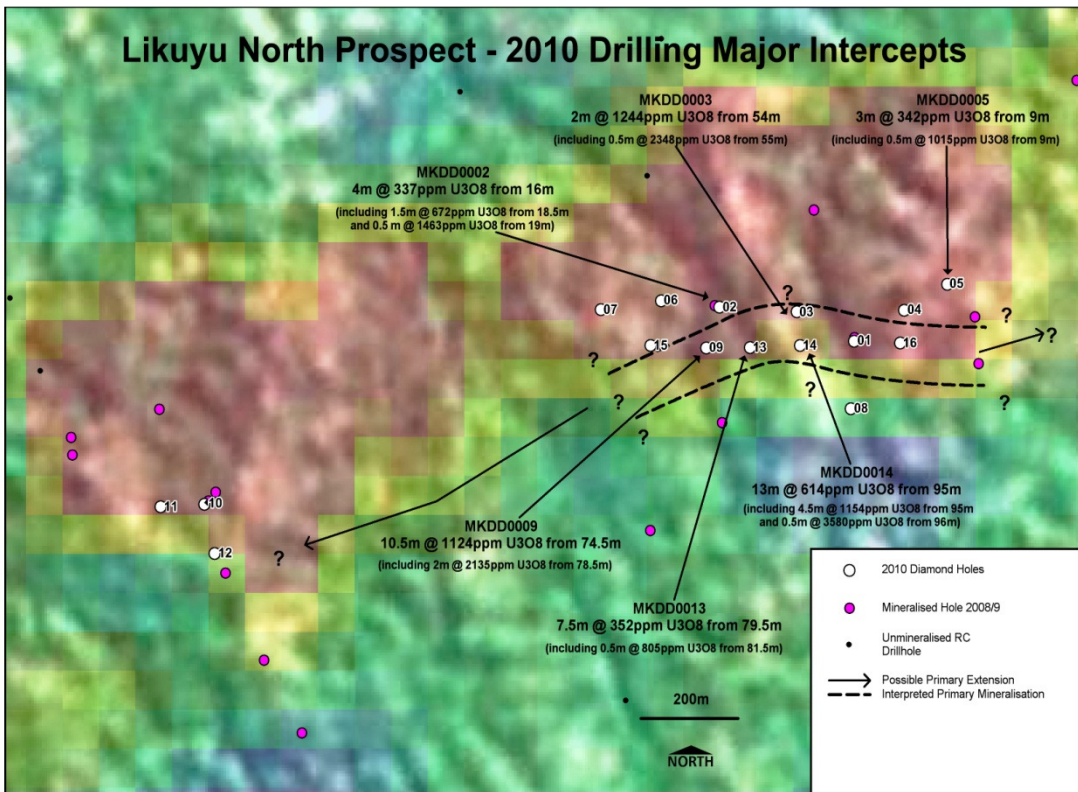 Likuyu North Prospect - 2010 Drilling Major Intercepts
MKDD0003
2m @ 1244ppm U3O8 from 54m
(including 0.5m @ 2348ppm U3O8 from 55m)
MKDD0005
3m @ 342ppm U3O8 from 9m
(including 0.5m @ 1015ppm U3O8 from 9m)
MKDD0002
4m @ 337ppm U3O8 from 16m
(including 1.5m @ 672ppm U3O8 from 18.5m
and 0.5 m @ 1463ppm U3O8 from 19m)
05
?
06
07
02
03
04
?
15
09
13
14
01
16
?
?
?
?
?
?
08
11
10
12
?
MKDD0014
13m @ 614ppm U3O8 from 95m
(including 4.5m @ 1154ppm U3O8 from 95m
and 0.5m @ 3580ppm U3O8 from 96m)
MKDD0009
10.5m @ 1124ppm U3O8 from 74.5m
(including 2m @ 2135ppm U3O8 from 78.5m)
MKDD0013
7.5m @ 352ppm U3O8 from 79.5m
(including 0.5m @ 805ppm U3O8 from 81.5m)
2010 Diamond Holes
Mineralised Hole 2008/9
Unmineralised RC
Drillhole
Possible Primary Extension
Interpreted Primary Mineralisation
200m
NORTH